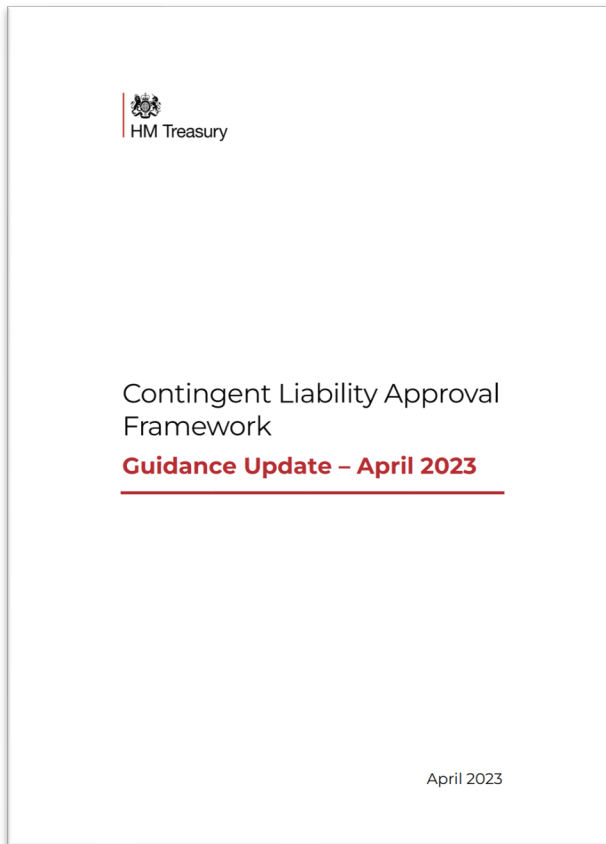 HM Treasury
Contingent Liability Approval
Framework
Guidance Update – April 2023
April 2023